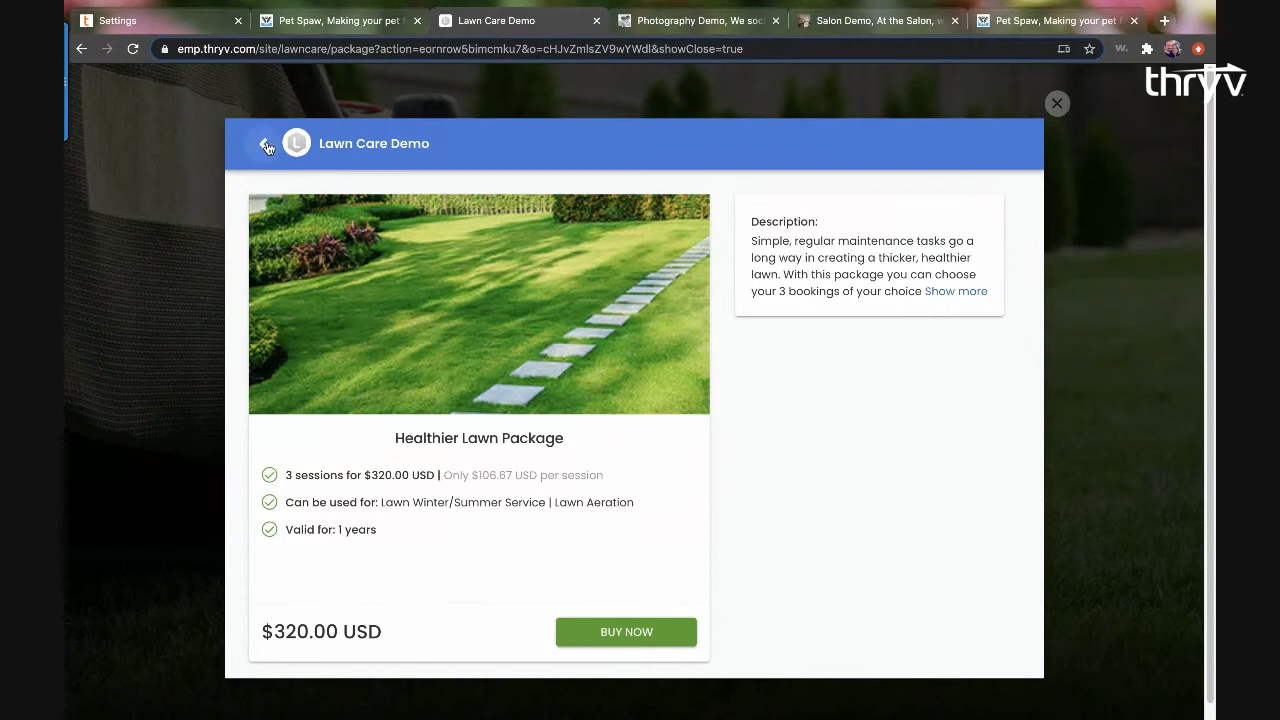 Settings
Pet Spaw, Making your pet f
Lawn Care Demo
Photography Demo, We soc
Salon Demo, At the Salon, w
Pet Spaw, Making your pet f
emp.thryv.com/site/lawncare/package?action=eornrow5bimcmku7&o=cHJvZmlsZV9wYWdl&showClose=true
W.
thryv
L
Lawn Care Demo
Description:
Simple, regular maintenance tasks go a
long way in creating a thicker, healthier
lawn. With this package you can choose
your 3 bookings of your choice Show more
Healthier Lawn Package
3 sessions for $320.00 USD | Only $106.67 USD per session
Can be used for: Lawn Winter/Summer Service | Lawn Aeration
Valid for: 1 years
$320.00 USD
BUY NOW